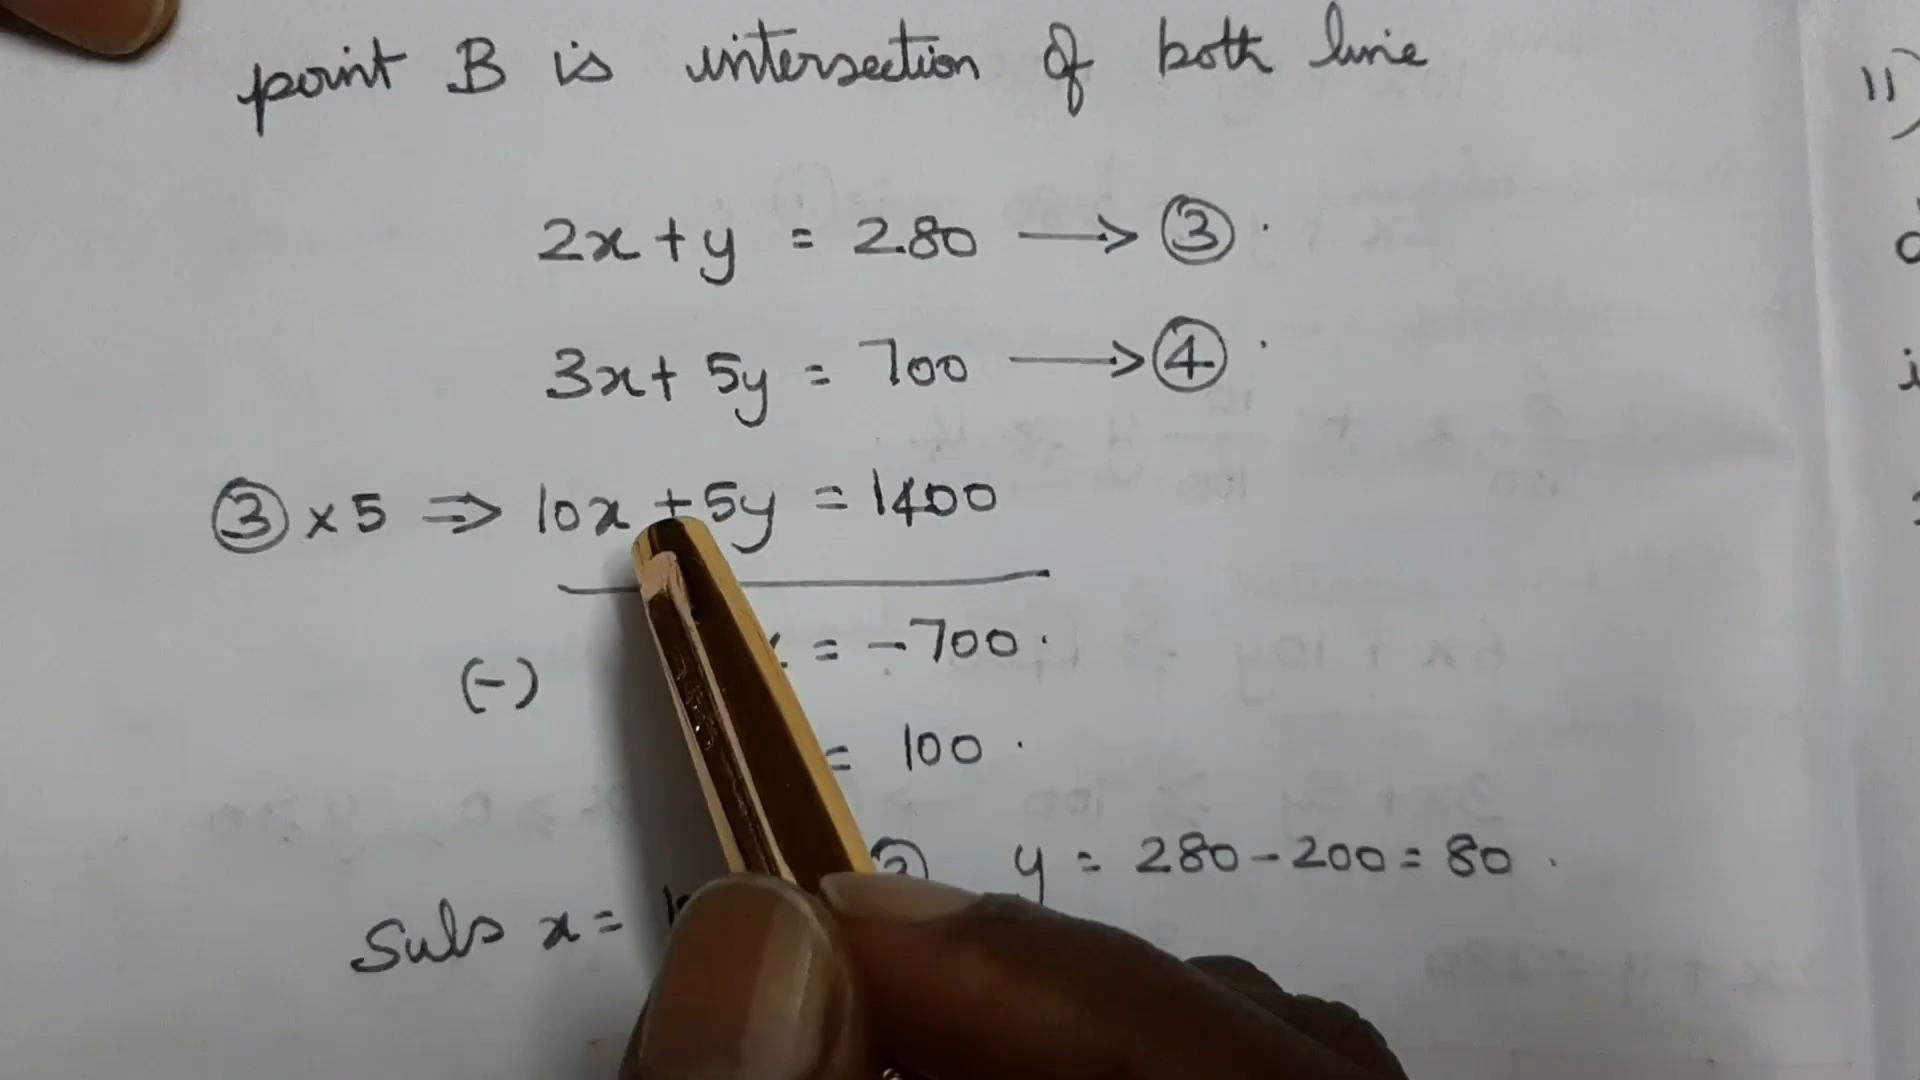 point B is intersection of both line
2x + y = 280 → ③.
3x + 5y = 700 → ④.
③ × 5 ⇒ 10x + 5y = 1400
(-) = -700.
= 100.
Subs x = y = 280 - 200 = 80.
11)